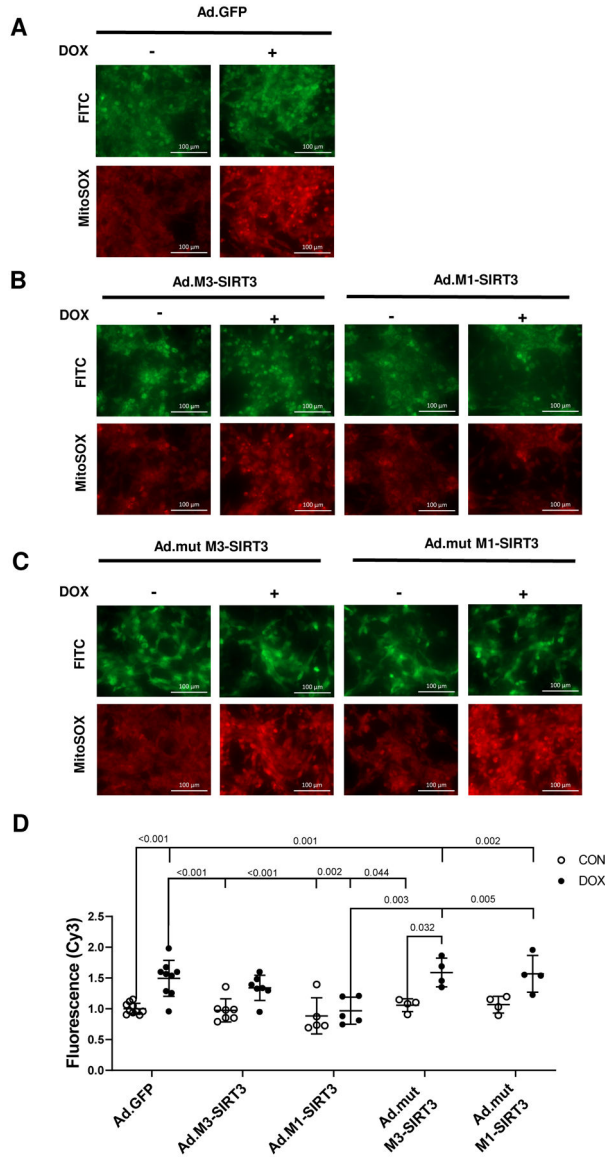 A
Ad.GFP
DOX - +
FITC
100 µm 100 µm
MitoSOX
100 µm 100 µm
B
Ad.M3-SIRT3 Ad.M1-SIRT3
DOX - + - +
FITC
100 µm 100 µm 100 µm 100 µm
MitoSOX
100 µm 100 µm 100 µm 100 µm
C
Ad.mut M3-SIRT3 Ad.mut M1-SIRT3
DOX - + - +
FITC
100 µm 100 µm 100 µm 100 µm
MitoSOX
100 µm 100 µm 100 µm 100 µm
D
<0.001 0.001 0.002
CON
DOX
<0.001 <0.001 0.002 0.044
0.003 0.005
0.032
Fluorescence (Cy3)
2.5
2.0
1.5
1.0
0.5
0.0
Ad.GFP
Ad.M3-SIRT3
Ad.M1-SIRT3
Ad.mut
M3-SIRT3
Ad.mut
M1-SIRT3